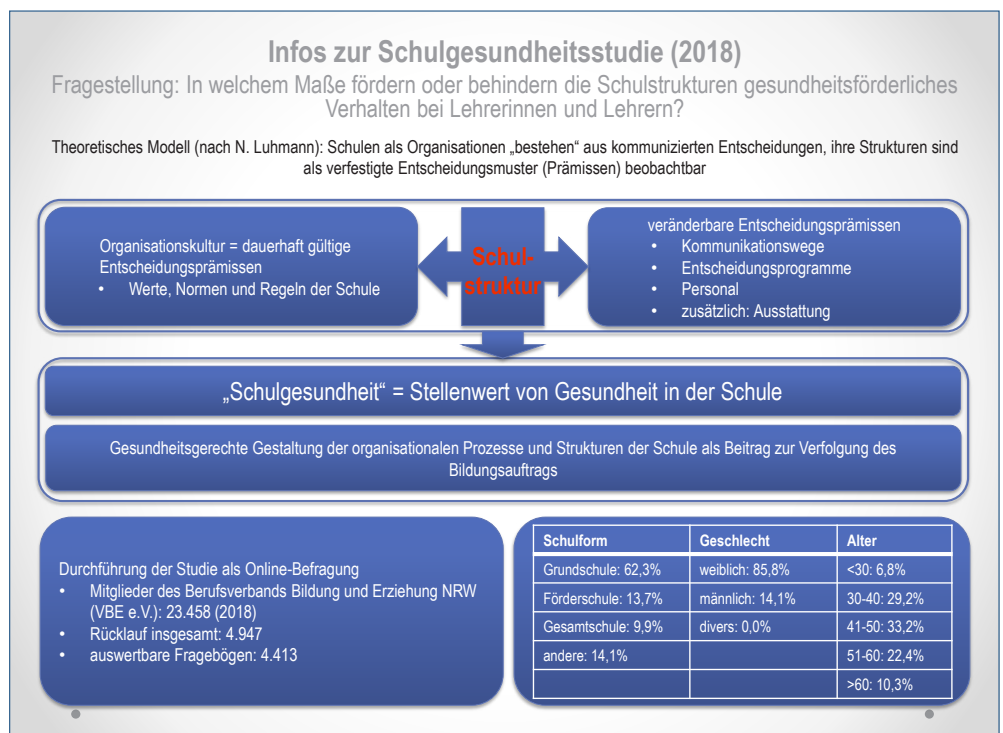 Infos zur Schulgesundheitsstudie (2018)
Fragestellung: In welchem Maße fördern oder behindern die Schulstrukturen gesundheitsförderliches
Verhalten bei Lehrerinnen und Lehrern?
Theoretisches Modell (nach N. Luhmann): Schulen als Organisationen „bestehen“ aus kommunizierten Entscheidungen, ihre Strukturen sind
als verfestigte Entscheidungsmuster (Prämissen) beobachtbar
Organisationskultur = dauerhaft gültige
Entscheidungsprämissen
• Werte, Normen und Regeln der Schule
Schul-
struktur
veränderbare Entscheidungsprämissen
• Kommunikationswege
• Entscheidungsprogramme
• Personal
• zusätzlich: Ausstattung
„Schulgesundheit“ = Stellenwert von Gesundheit in der Schule
Gesundheitsgerechte Gestaltung der organisationalen Prozesse und Strukturen der Schule als Beitrag zur Verfolgung des
Bildungsauftrags
Durchführung der Studie als Online-Befragung
• Mitglieder des Berufsverbands Bildung und Erziehung NRW
(VBE e.V.): 23.458 (2018)
• Rücklauf insgesamt: 4.947
• auswertbare Fragebögen: 4.413
Schulform Geschlecht Alter
Grundschule: 62,3% weiblich: 85,8% <30: 6,8%
Förderschule: 13,7% männlich: 14,1% 30-40: 29,2%
Gesamtschule: 9,9% divers: 0,0% 41-50: 33,2%
andere: 14,1% 51-60: 22,4%
>60: 10,3%